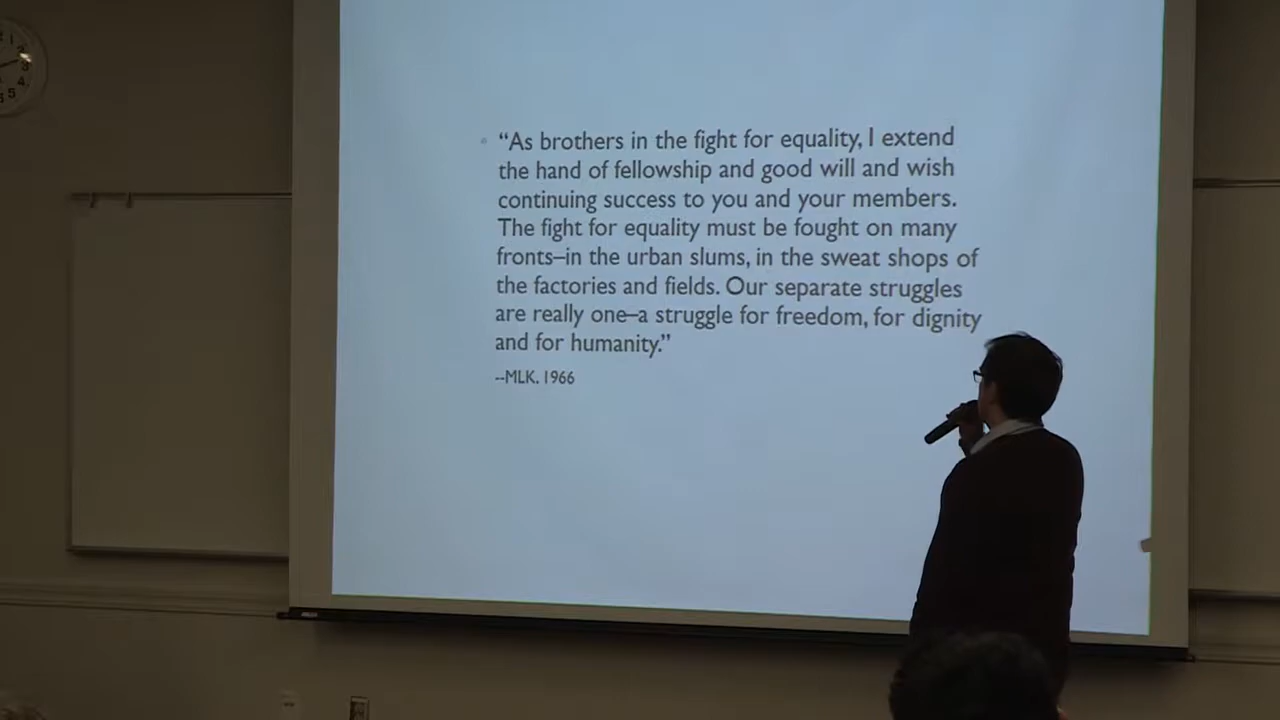 “As brothers in the fight for equality, I extend
the hand of fellowship and good will and wish
continuing success to you and your members.
The fight for equality must be fought on many
fronts–in the urban slums, in the sweat shops of
the factories and fields. Our separate struggles
are really one–a struggle for freedom, for dignity
and for humanity.”
--MLK. 1966